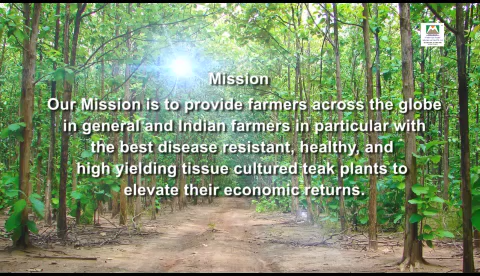 Mission
Our Mission is to provide farmers across the globe
in general and Indian farmers in particular with
the best disease resistant, healthy, and
high yielding tissue cultured teak plants to
elevate their economic returns.